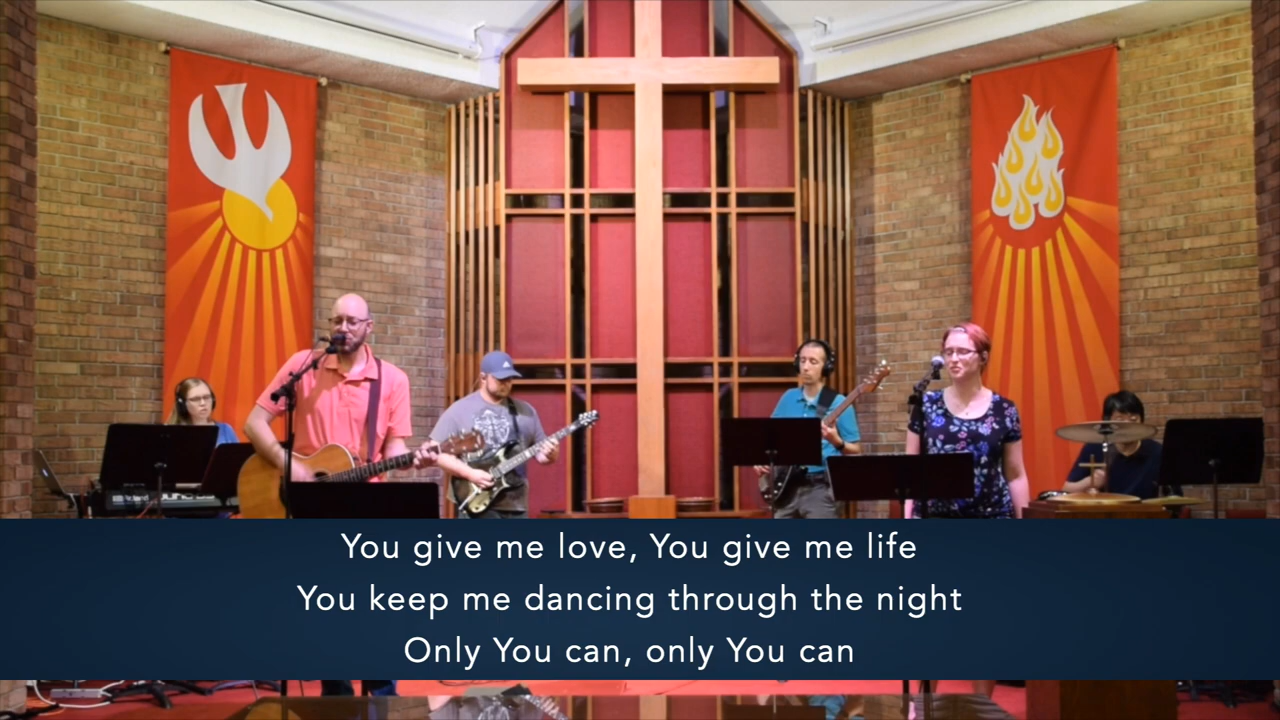 You give me love, You give me life
You keep me dancing through the night
Only You can, only You can
Roland